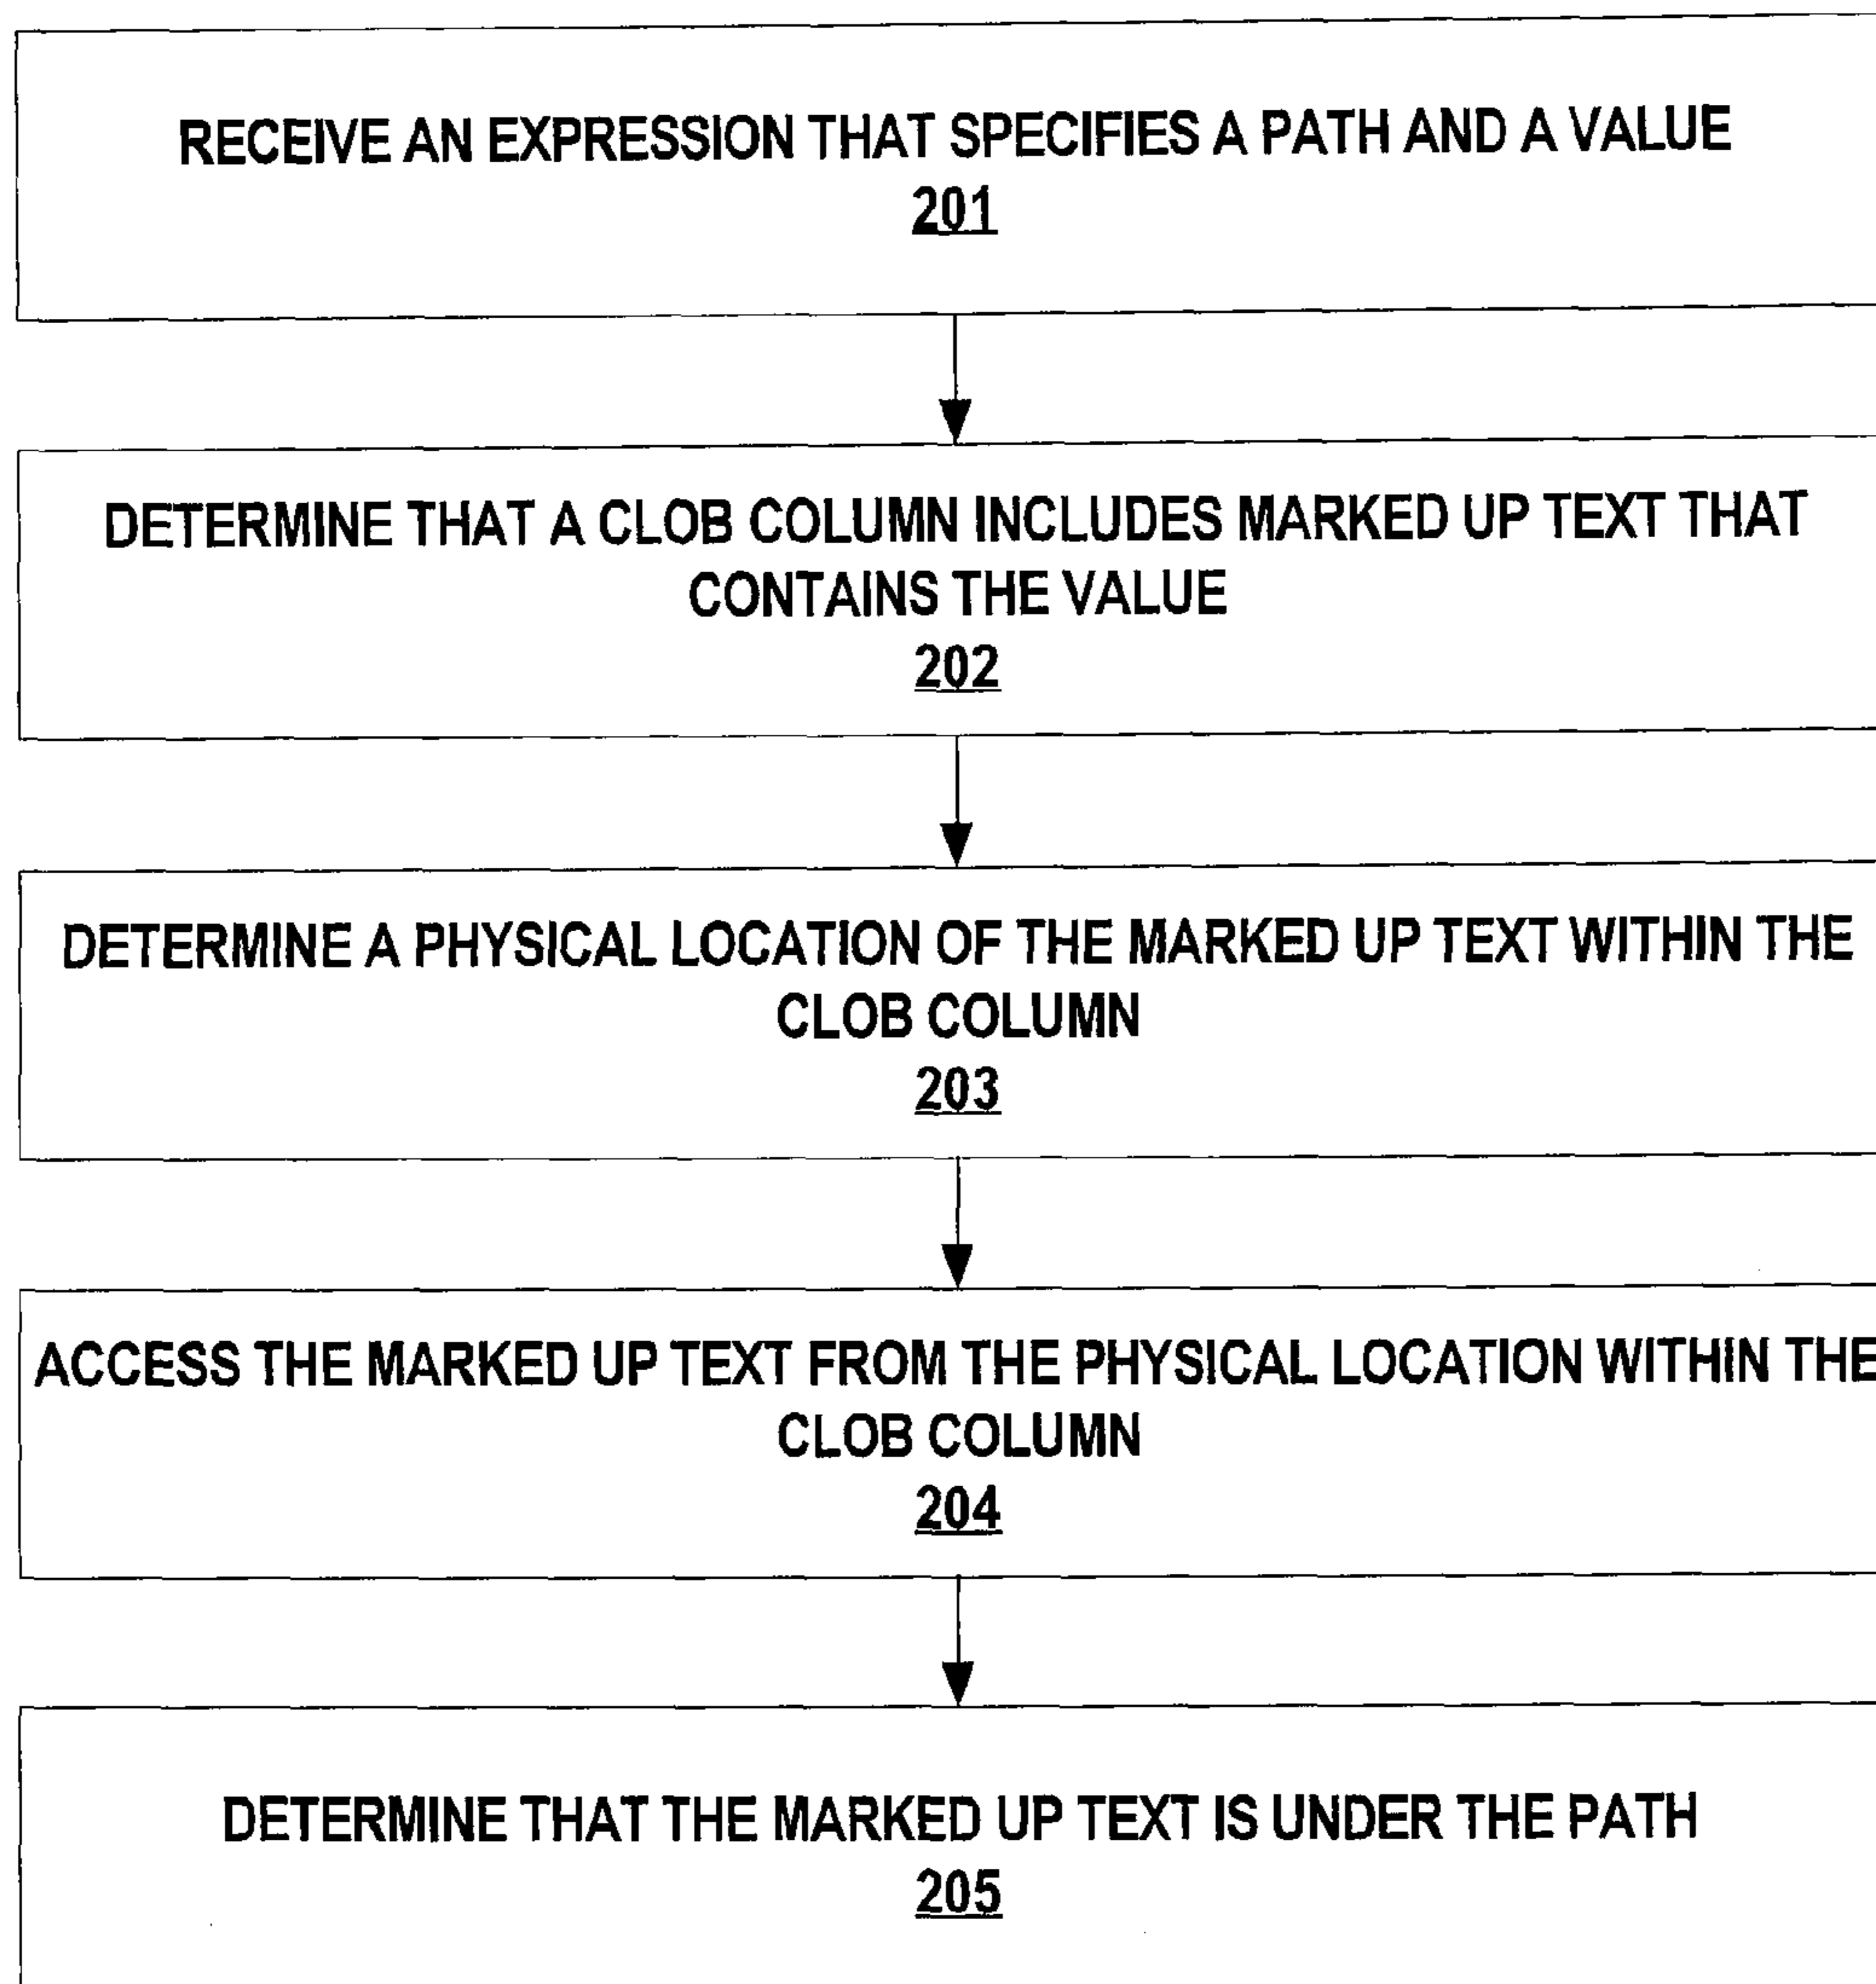 RECEIVE AN EXPRESSION THAT SPECIFIES A PATH AND A VALUE
201
DETERMINE THAT A CLOB COLUMN INCLUDES MARKED UP TEXT THAT
CONTAINS THE VALUE
202
DETERMINE A PHYSICAL LOCATION OF THE MARKED UP TEXT WITHIN THE
CLOB COLUMN
203
ACCESS THE MARKED UP TEXT FROM THE PHYSICAL LOCATION WITHIN THE
CLOB COLUMN
204
DETERMINE THAT THE MARKED UP TEXT IS UNDER THE PATH
205